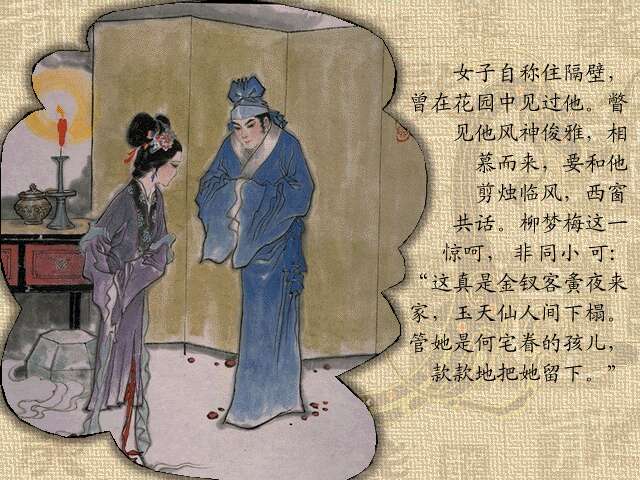 女子自称住隔壁，
曾在花园中见过他。瞥
见他风神俊雅，相
慕而来，要和他
剪烛临风，西窗
共话。柳梦梅这一
惊呵，非同小可：
“这真是金钗客夤夜来
家，玉天仙人间下榻。
管她是何宅眷的孩儿，
款款地把她留下。”